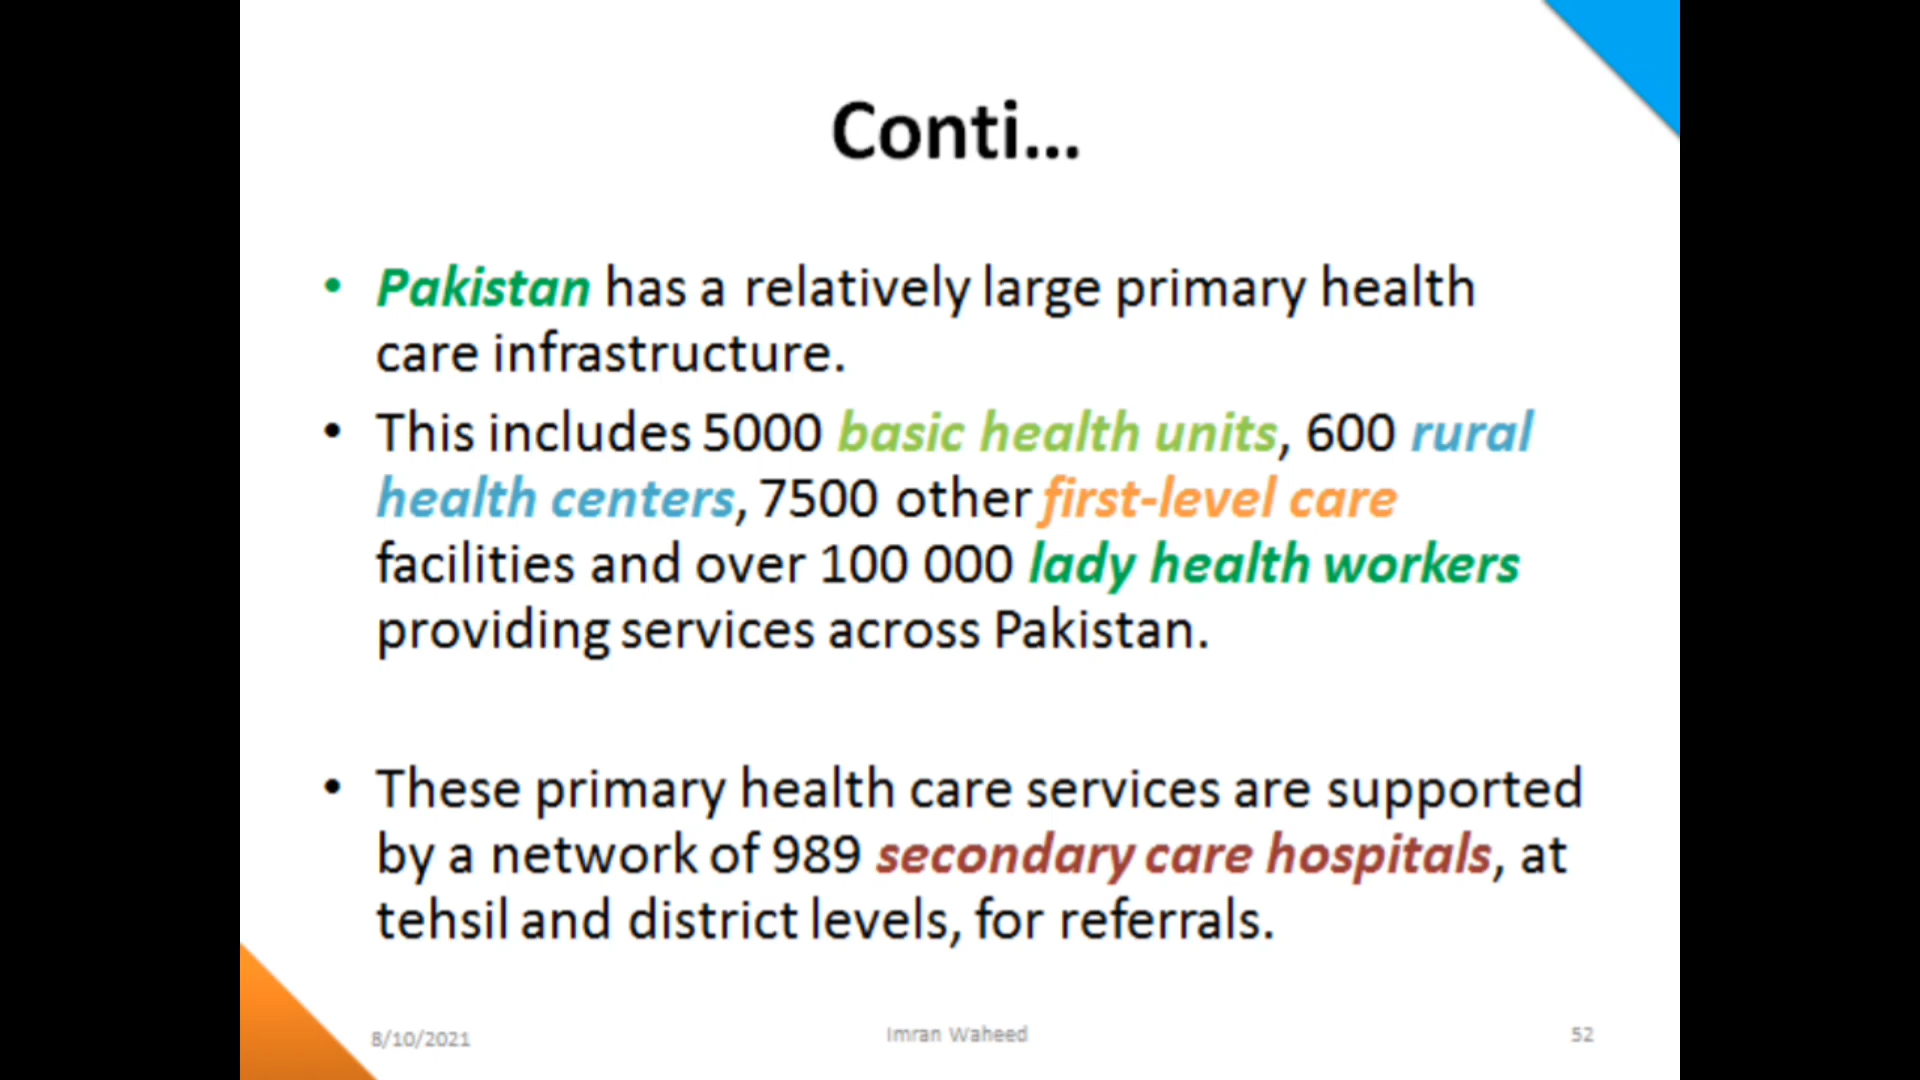 Conti...
• Pakistan has a relatively large primary health
care infrastructure.
• This includes 5000 basic health units, 600 rural
health centers, 7500 other first-level care
facilities and over 100 000 lady health workers
providing services across Pakistan.
• These primary health care services are supported
by a network of 989 secondary care hospitals, at
tehsil and district levels, for referrals.
8/10/2021
Imran Waheed
52